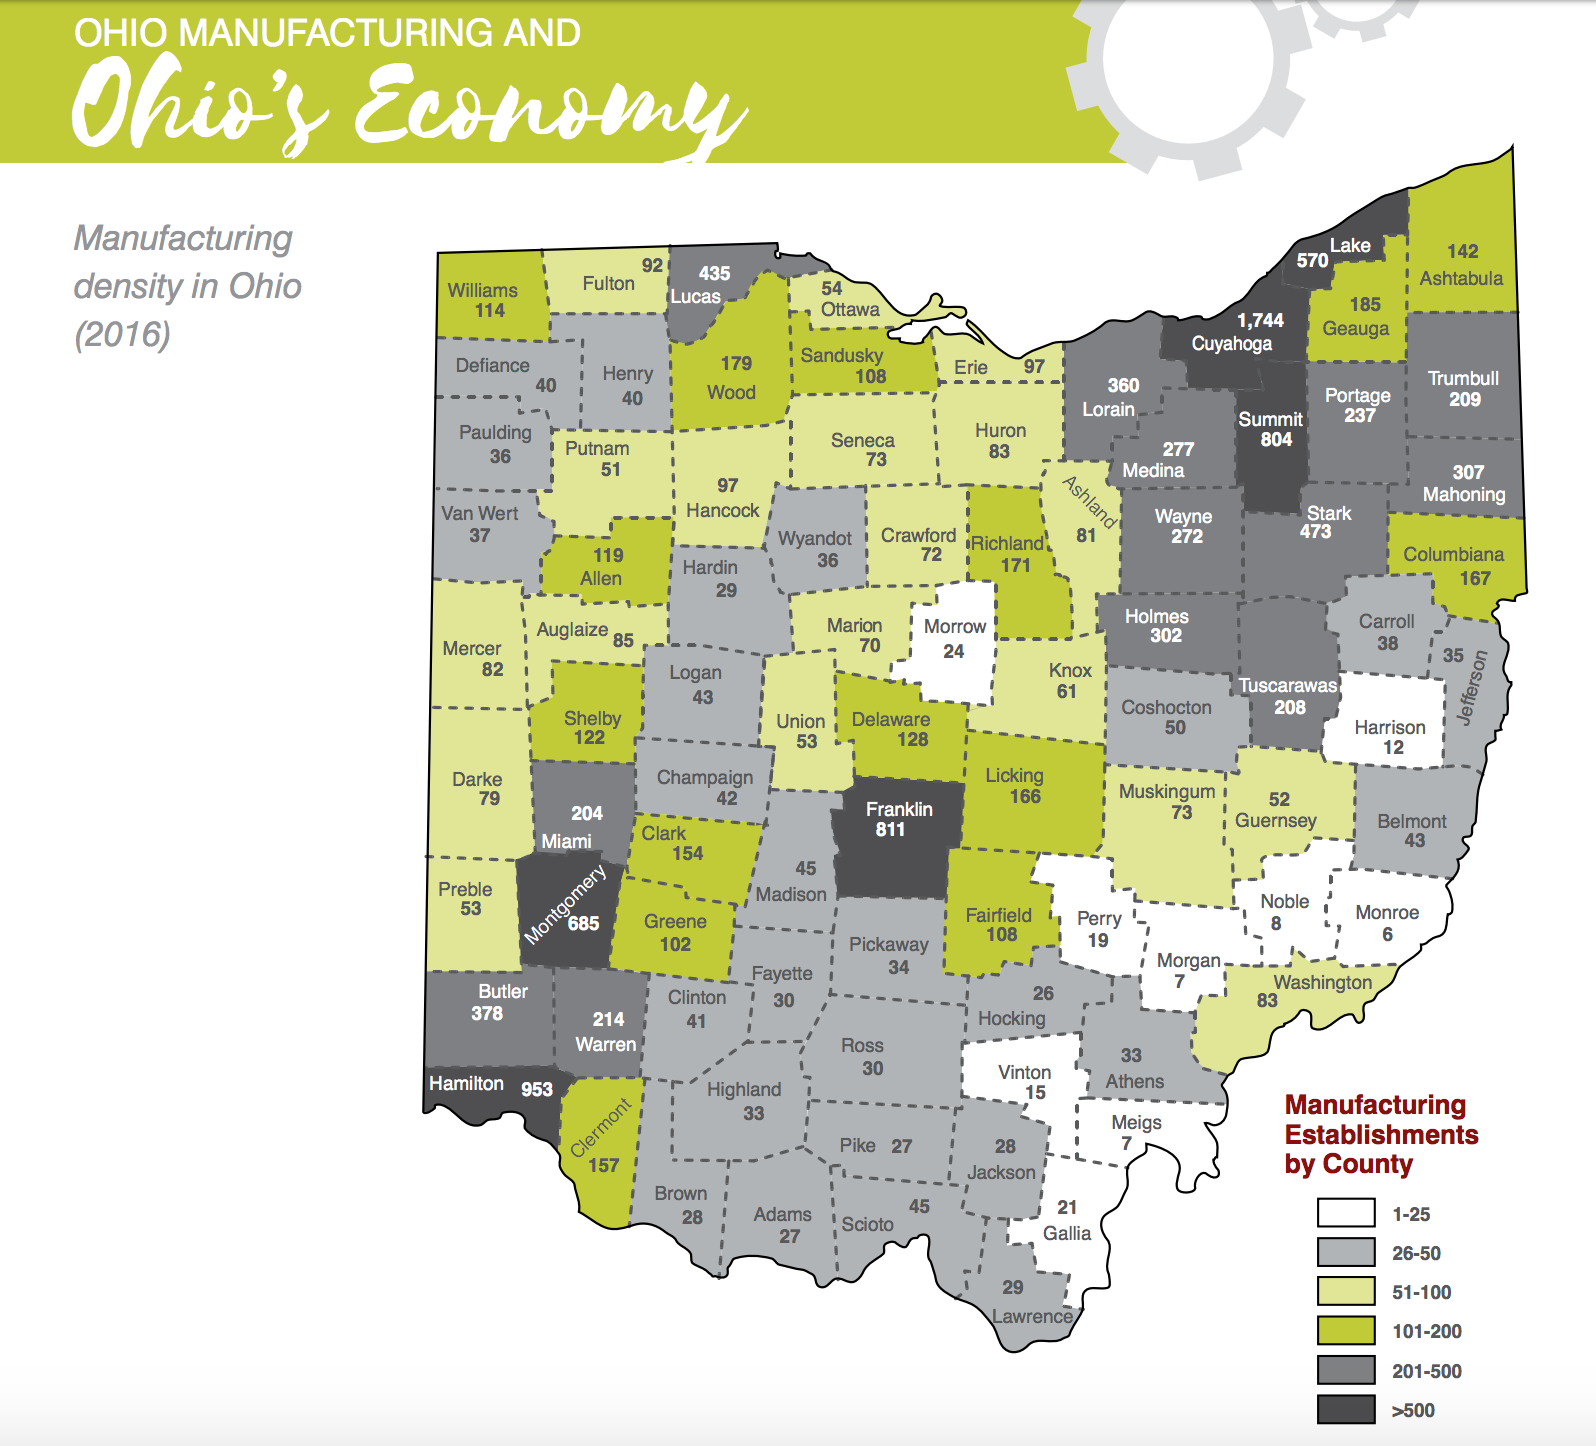 OHIO MANUFACTURING AND
Ohio's Economy
Manufacturing
density in Ohio
(2016)
Williams
114
Fulton
92
435
Lucas
54
Ottawa
Lake
570
142
Ashtabula
185
Geauga
1,744
Cuyahoga
Defiance
40
Henry
40
179
Wood
Sandusky
108
Erie
97
360
Lorain
Summit
804
Portage
237
Trumbull
209
Paulding
36
Putnam
51
Seneca
73
Huron
83
277
Medina
307
Mahoning
Van Wert
37
97
Hancock
Wyandot
36
Crawford
72
Richland
171
Ashland
81
Wayne
272
Stark
473
Columbiana
167
119
Allen
Hardin
29
Mercer
82
Auglaize
85
Marion
70
Morrow
24
Knox
61
Holmes
302
Carroll
38
35
Jefferson
Logan
43
Shelby
122
Union
53
Delaware
128
Coshocton
50
Tuscarawas
208
Harrison
12
Darke
79
Champaign
42
Licking
166
Muskingum
73
52
Guernsey
Belmont
43
204
Miami
Clark
154
Franklin
811
45
Madison
Preble
53
Montgomery
685
Greene
102
Fairfield
108
Perry
19
Noble
8
Monroe
6
Pickaway
34
Morgan
7
Washington
83
Butler
378
214
Warren
Clinton
41
Fayette
30
26
Hocking
Ross
30
33
Athens
Hamilton
953
Highland
33
Vinton
15
Meigs
7
Clermont
157
Pike 27
28
Jackson
Brown
28
Adams
27
Scioto
45
21
Gallia
29
Lawrence
Manufacturing
Establishments
by County
1-25
26-50
51-100
101-200
201-500
>500